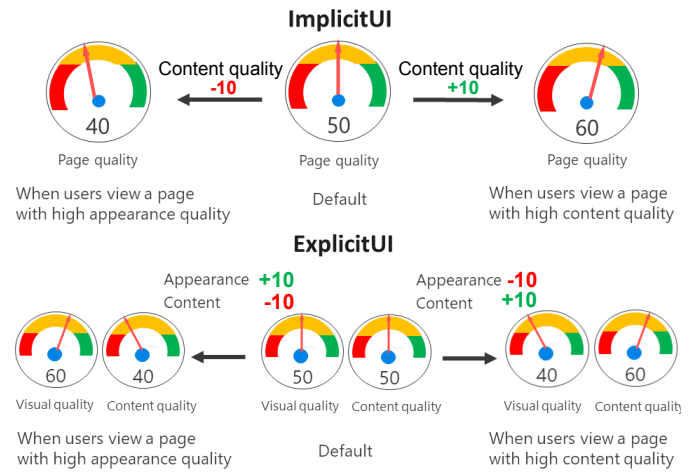 ImplicitUI
Content quality
-10
Content quality
+10
40
50
60
Page quality
Page quality
Page quality
When users view a page
with high appearance quality
Default
When users view a page
with high content quality
ExplicitUI
Appearance +10
Content -10
Appearance -10
Content +10
60
40
50
50
40
60
Visual quality
Content quality
Visual quality
Content quality
Visual quality
Content quality
When users view a page
with high appearance quality
Default
When users view a page
with high content quality